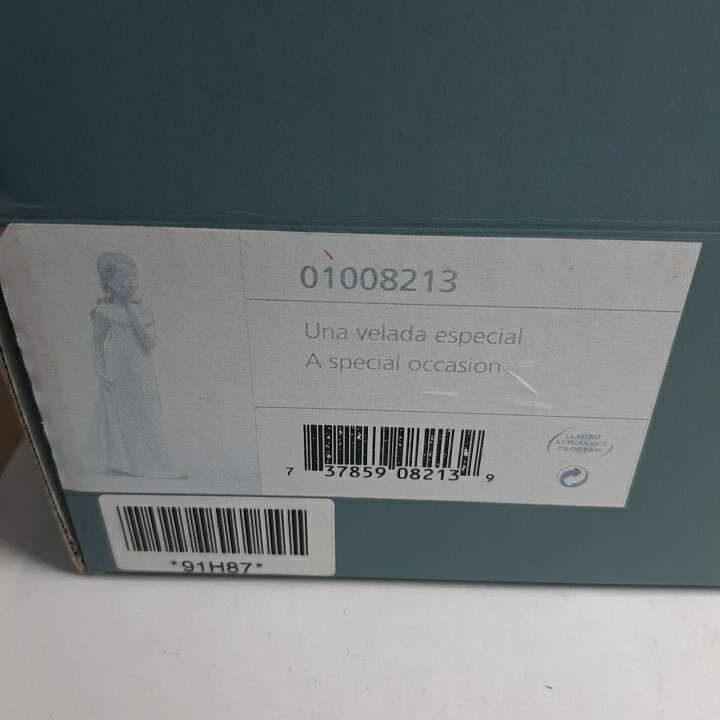 01008213
Una velada especial
A special occasion
7 37859 08213 9
LLADRÓ
ASSURANCE
PROGRAM
*91H87*